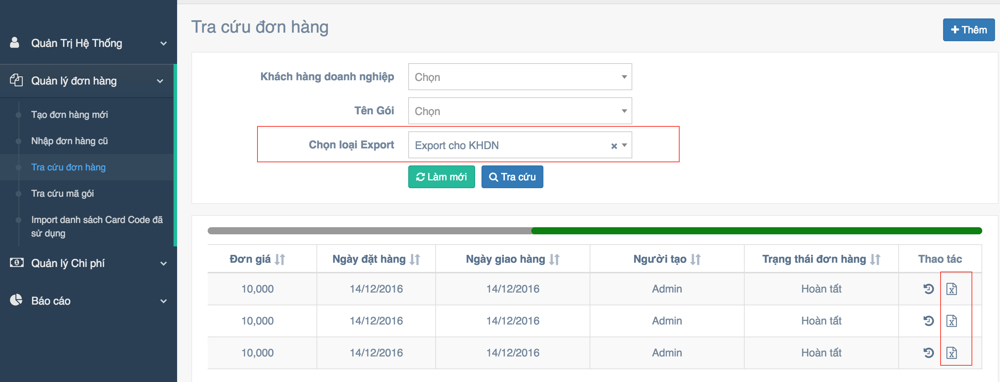 Quản Trị Hệ Thống
Quản lý đơn hàng
Tạo đơn hàng mới
Nhập đơn hàng cũ
Tra cứu đơn hàng
Tra cứu mã gói
Import danh sách Card Code đã
sử dụng
Quản lý Chi phí
Báo cáo
Tra cứu đơn hàng
Thêm
Khách hàng doanh nghiệp Chọn
Tên Gói Chọn
Chọn loại Export Export cho KHDN
Làm mới Tra cứu
Đơn giá Ngày đặt hàng Ngày giao hàng Người tạo Trạng thái đơn hàng Thao tác
10,000 14/12/2016 14/12/2016 Admin Hoàn tất
10,000 14/12/2016 14/12/2016 Admin Hoàn tất
10,000 14/12/2016 14/12/2016 Admin Hoàn tất